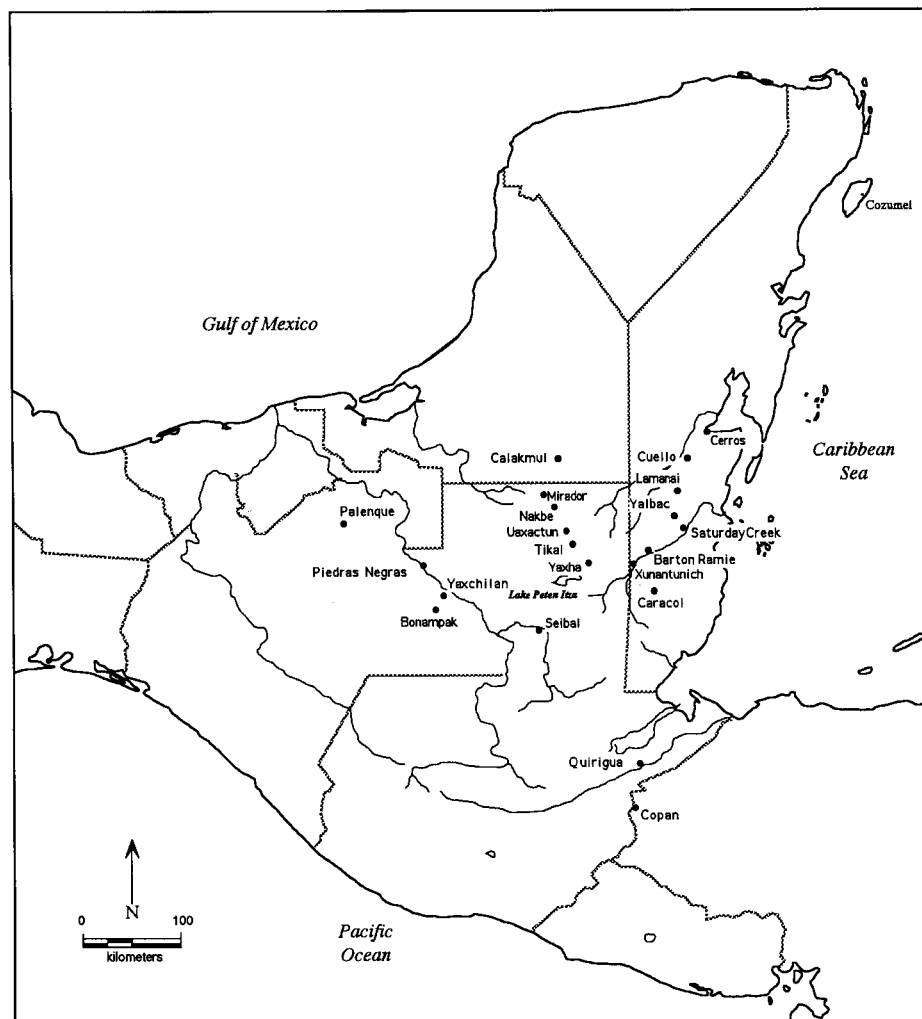 Cozumel
Gulf of Mexico
Caribbean
Sea
Cerros
Calakmul
Cuello
Lamanai
Mirador
Nakbe
Yalbac
Palenque
Uaxactun
Saturday Creek
Tikal
Barton Ramie
Yaxha
Piedras Negras
Xunantunich
Yaxchilan
Lake Peten Itza
Caracol
Bonampak
Seibal
Quirigua
Copan
N
0 100
kilometers
Pacific
Ocean